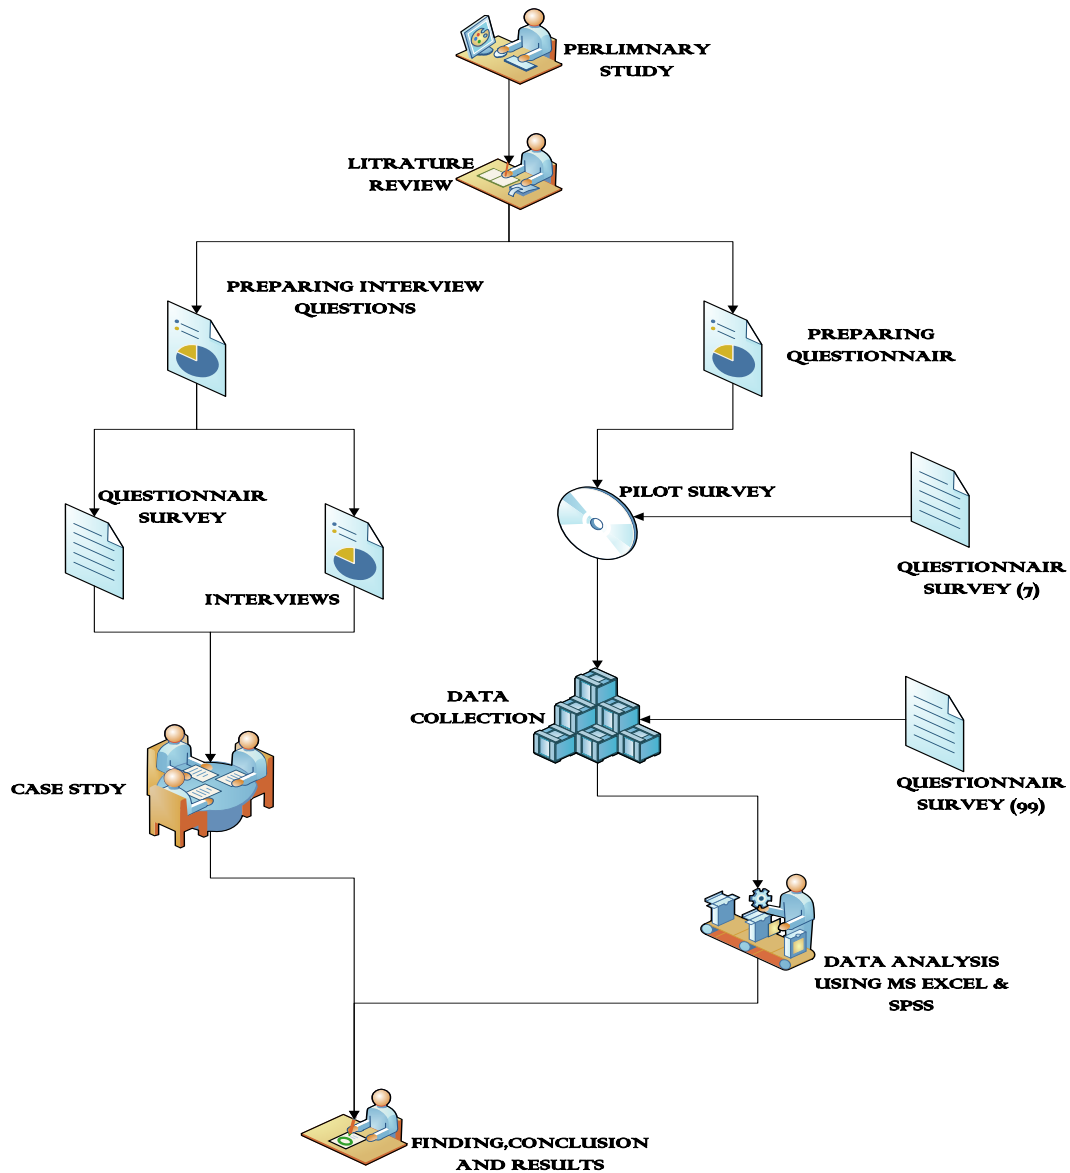 PERLIMNARY
STUDY
LITRATURE
REVIEW
PREPARING INTERVIEW
QUESTIONS
PREPARING
QUESTIONNAIR
QUESTIONNAIR
SURVEY
INTERVIEWS
PILOT SURVEY
QUESTIONNAIR
SURVEY (7)
DATA
COLLECTION
QUESTIONNAIR
SURVEY (99)
CASE STDY
DATA ANALYSIS
USING MS EXCEL &
SPSS
FINDING,CONCLUSION
AND RESULTS